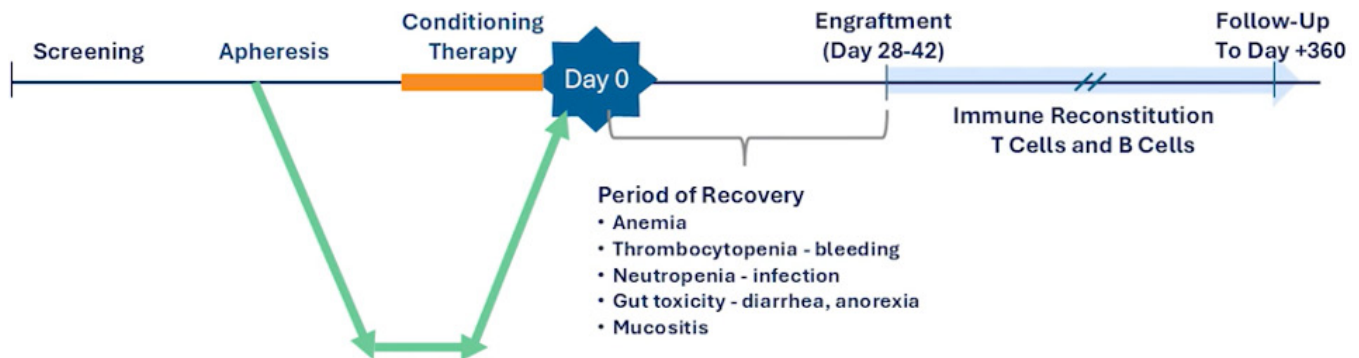 Screening
Apheresis
Conditioning
Therapy
Day 0
Engraftment
(Day 28-42)
Follow-Up
To Day +360
Immune Reconstitution
T Cells and B Cells
Period of Recovery
• Anemia
• Thrombocytopenia - bleeding
• Neutropenia - infection
• Gut toxicity - diarrhea, anorexia
• Mucositis